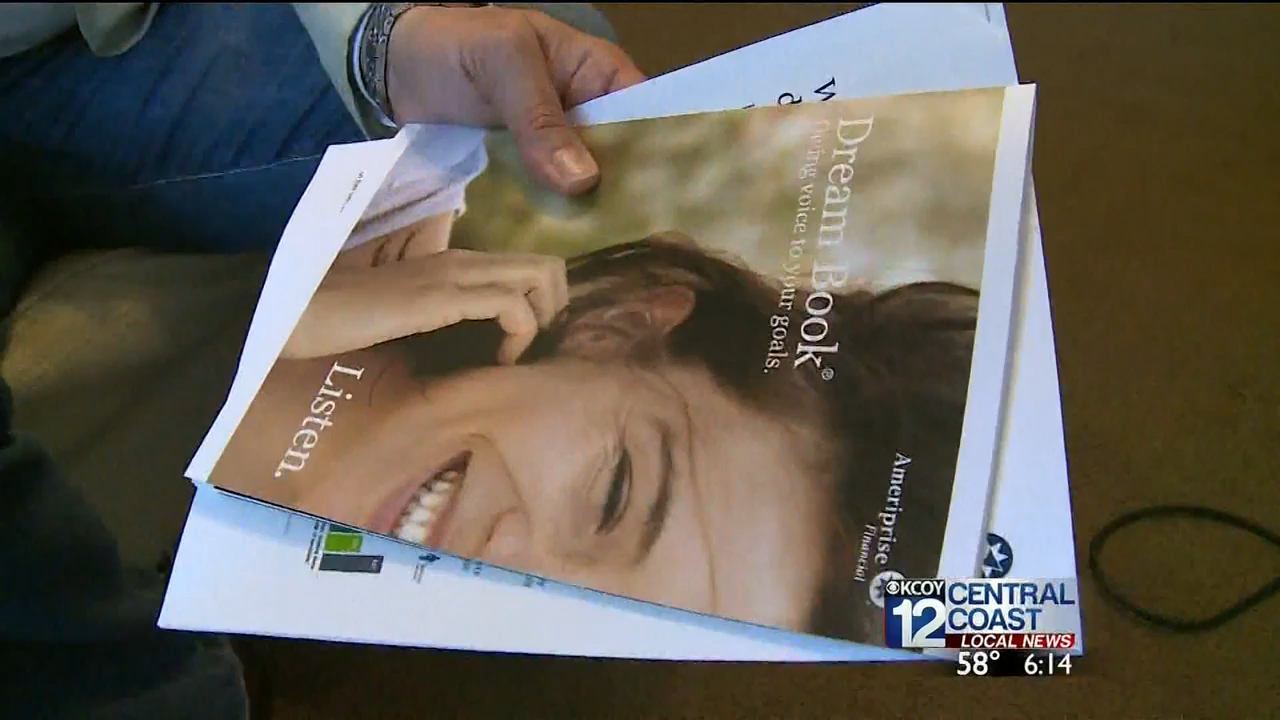 Dream Book®
Giving voice to your goals.
Listen.
Ameriprise
Financial
KCOY
12
CENTRAL
COAST
LOCAL NEWS
58° 6:14